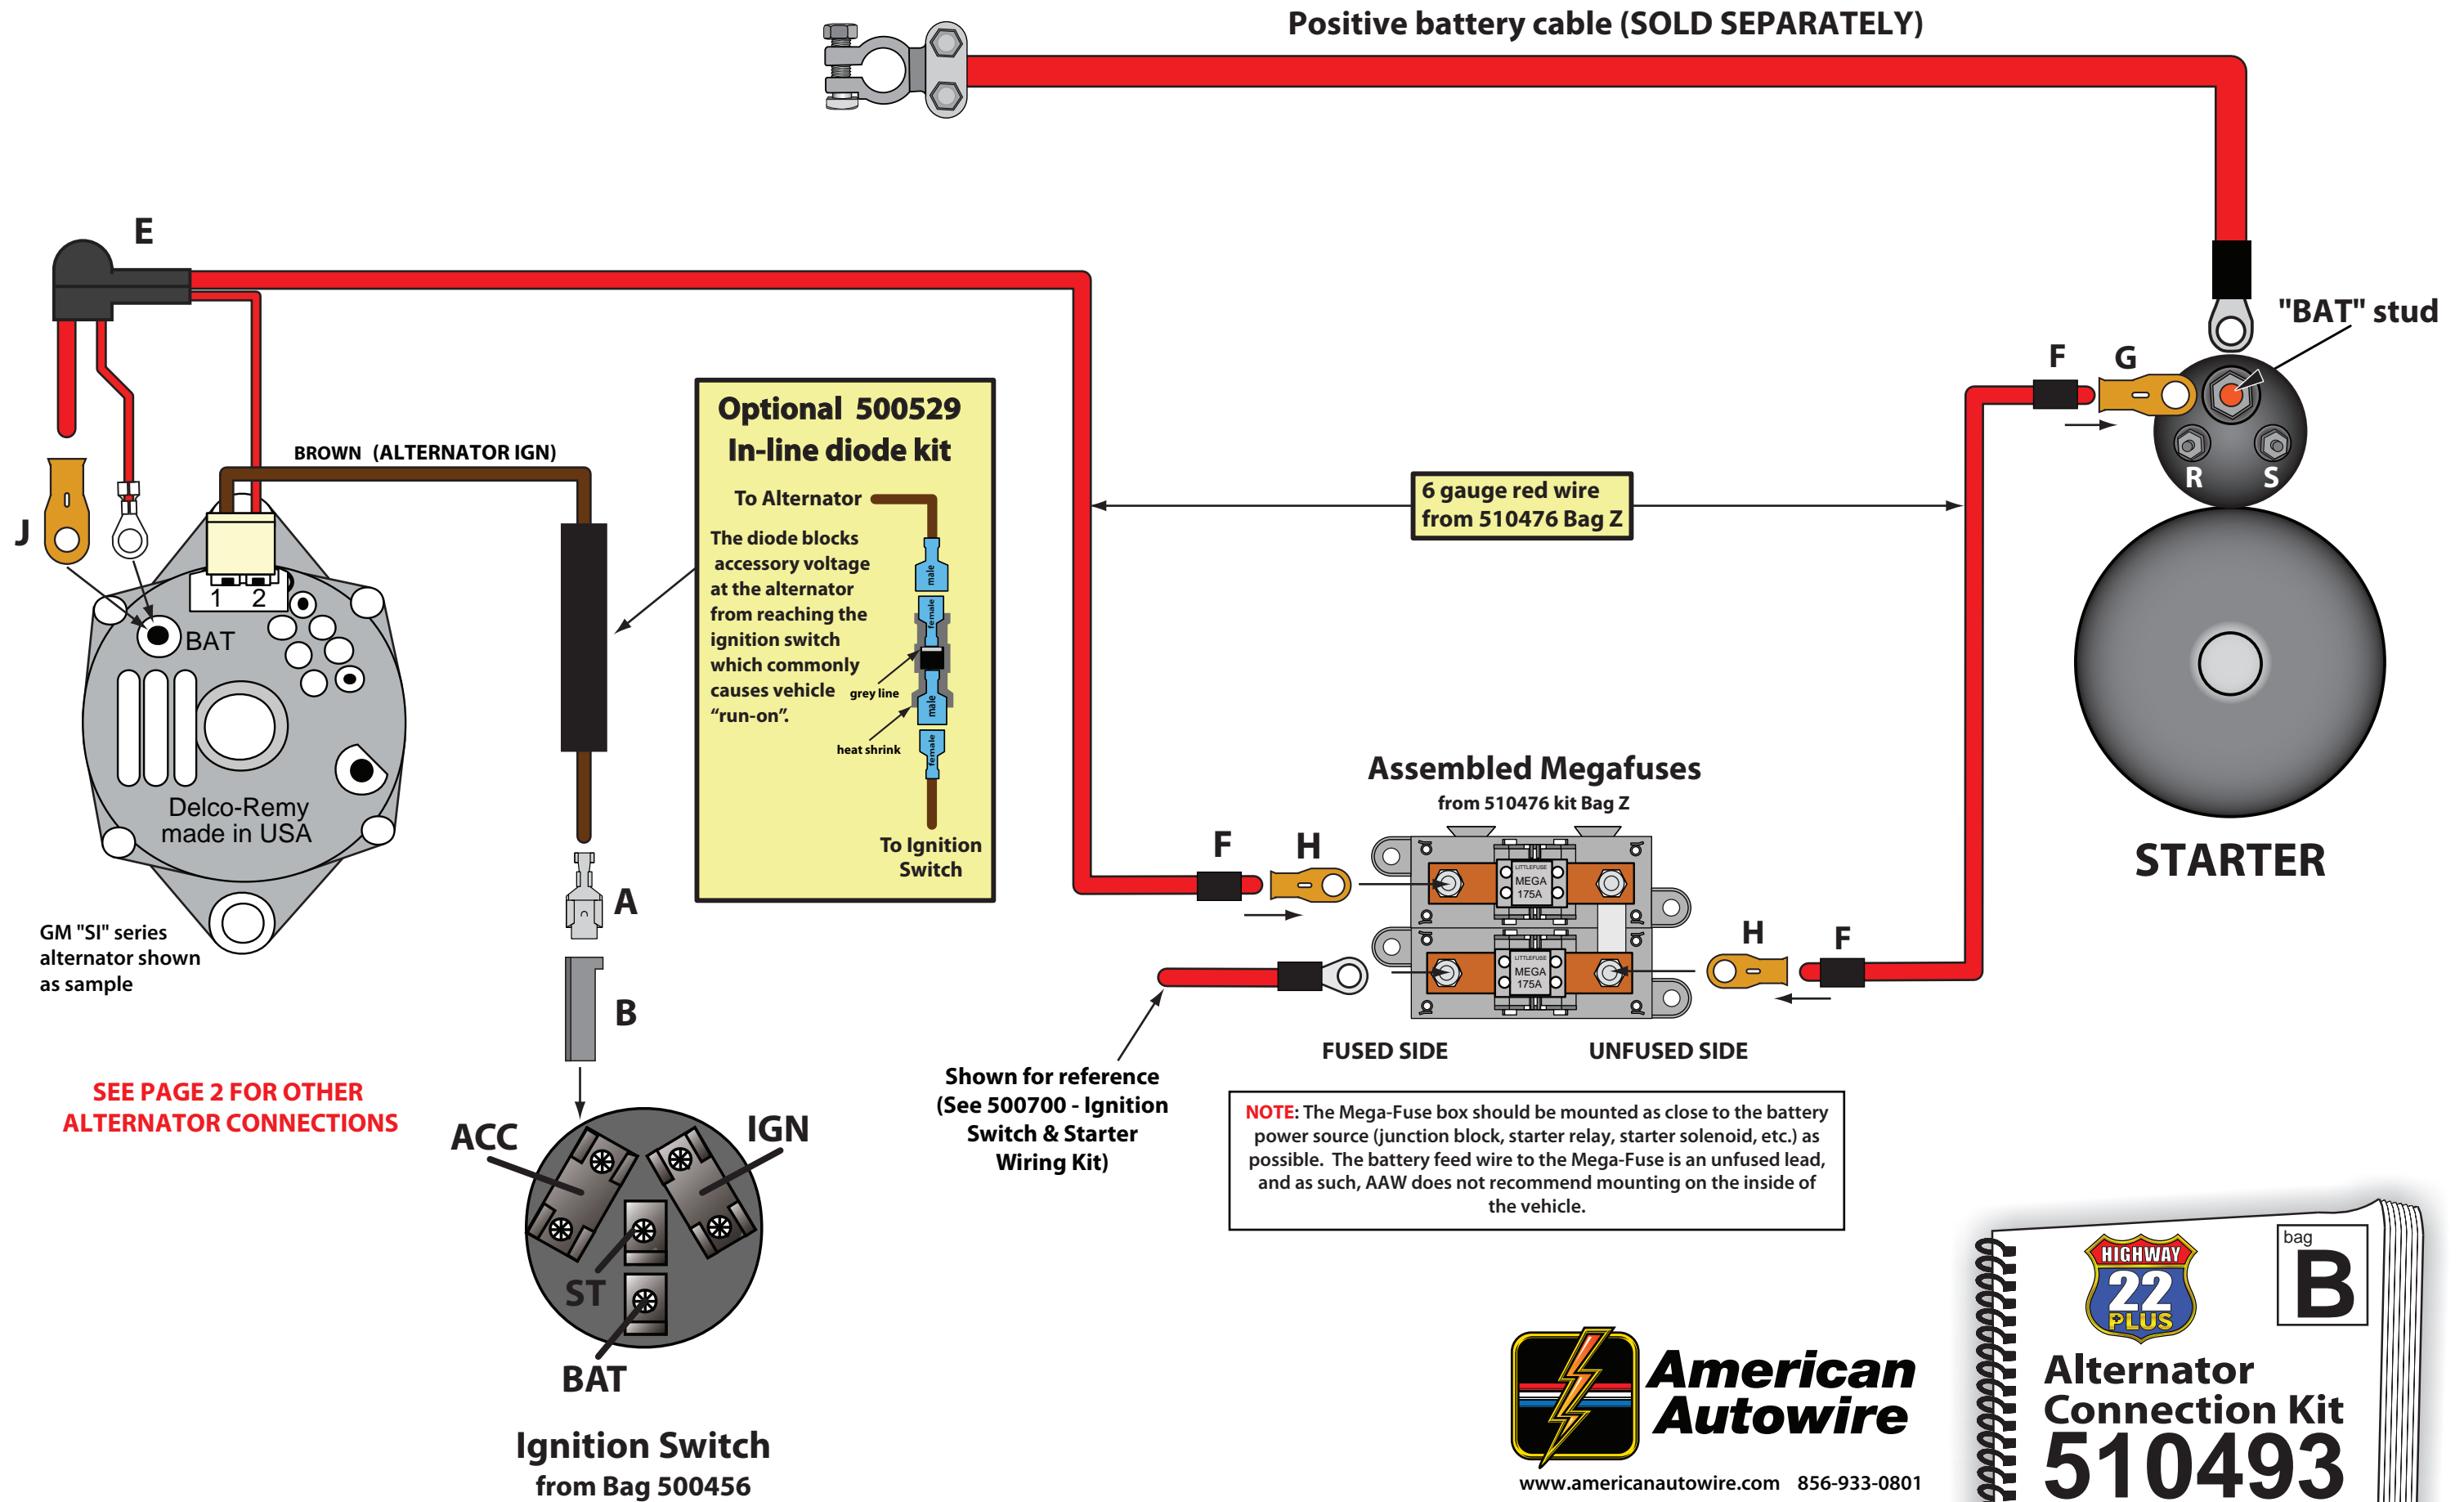 Positive battery cable (SOLD SEPARATELY)
E
"BAT" stud
F
G
R
S
STARTER
BROWN (ALTERNATOR IGN)
J
1
2
BAT
Delco-Remy
made in USA
GM "SI" series
alternator shown
as sample
Optional 500529
In-line diode kit
To Alternator
The diode blocks
accessory voltage
at the alternator
from reaching the
ignition switch
which commonly
causes vehicle
“run-on”.
male
female
grey line
male
heat shrink
female
To Ignition
Switch
6 gauge red wire
from 510476 Bag Z
Assembled Megafuses
from 510476 kit Bag Z
F
H
LITTLEFUSE
MEGA
175A
LITTLEFUSE
MEGA
175A
H
F
FUSED SIDE
UNFUSED SIDE
A
B
Shown for reference
(See 500700 - Ignition
Switch & Starter
Wiring Kit)
NOTE: The Mega-Fuse box should be mounted as close to the battery
power source (junction block, starter relay, starter solenoid, etc.) as
possible. The battery feed wire to the Mega-Fuse is an unfused lead,
and as such, AAW does not recommend mounting on the inside of
the vehicle.
SEE PAGE 2 FOR OTHER
ALTERNATOR CONNECTIONS
ACC
IGN
ST
BAT
Ignition Switch
from Bag 500456
American
Autowire
www.americanautowire.com 856-933-0801
HIGHWAY
22
PLUS
bag
B
Alternator
Connection Kit
510493